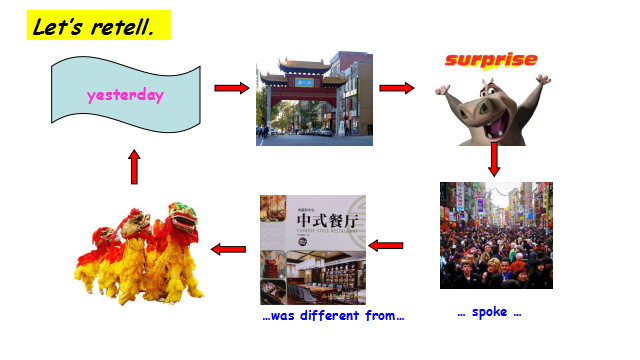 Let's retell.
yesterday
surprise
中式餐厅
CHINESE STYLE RESTAURANT
...was different from...
... spoke ...